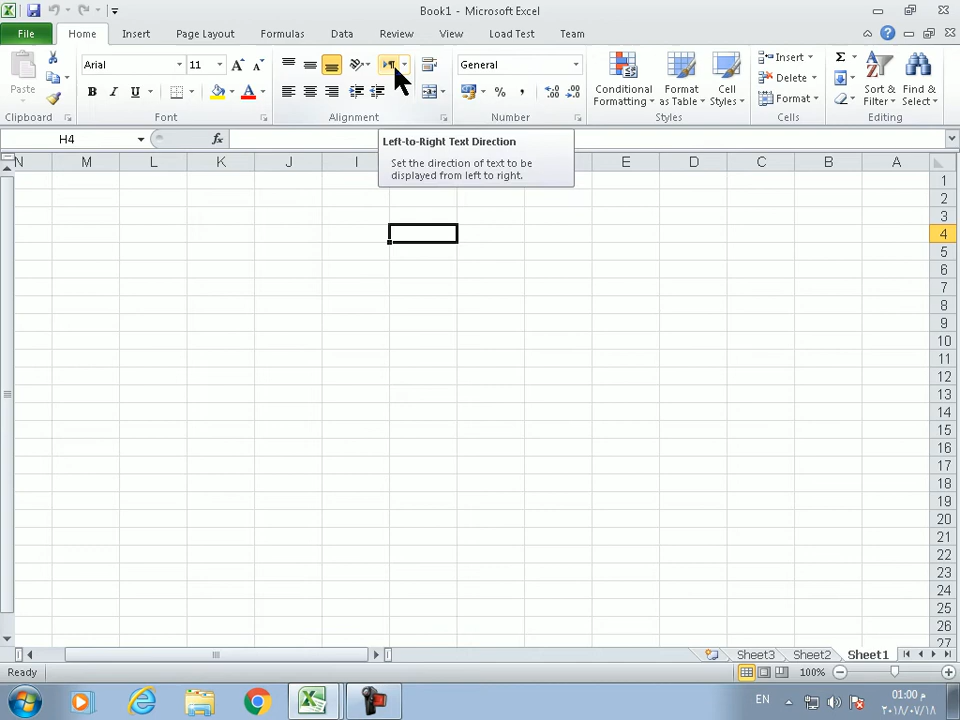 Book1 - Microsoft Excel
File Home Insert Page Layout Formulas Data Review View Load Test Team
Arial 11 General
Paste B I U A % , .00 .0 Conditional Formatting Format as Table Cell Styles Insert Delete Format Σ Sort & Filter Find & Select
Clipboard Font Alignment Number Styles Cells Editing
H4 fx
Left-to-Right Text Direction
Set the direction of text to be
displayed from left to right.
N M L K J I E D C B A
1
2
3
4
5
6
7
8
9
10
11
12
13
14
15
16
17
18
19
20
21
22
23
24
25
26
27
Sheet3 Sheet2 Sheet1
Ready 100%
EN 01:00 م
٢٠١٨/٠٧/١٨